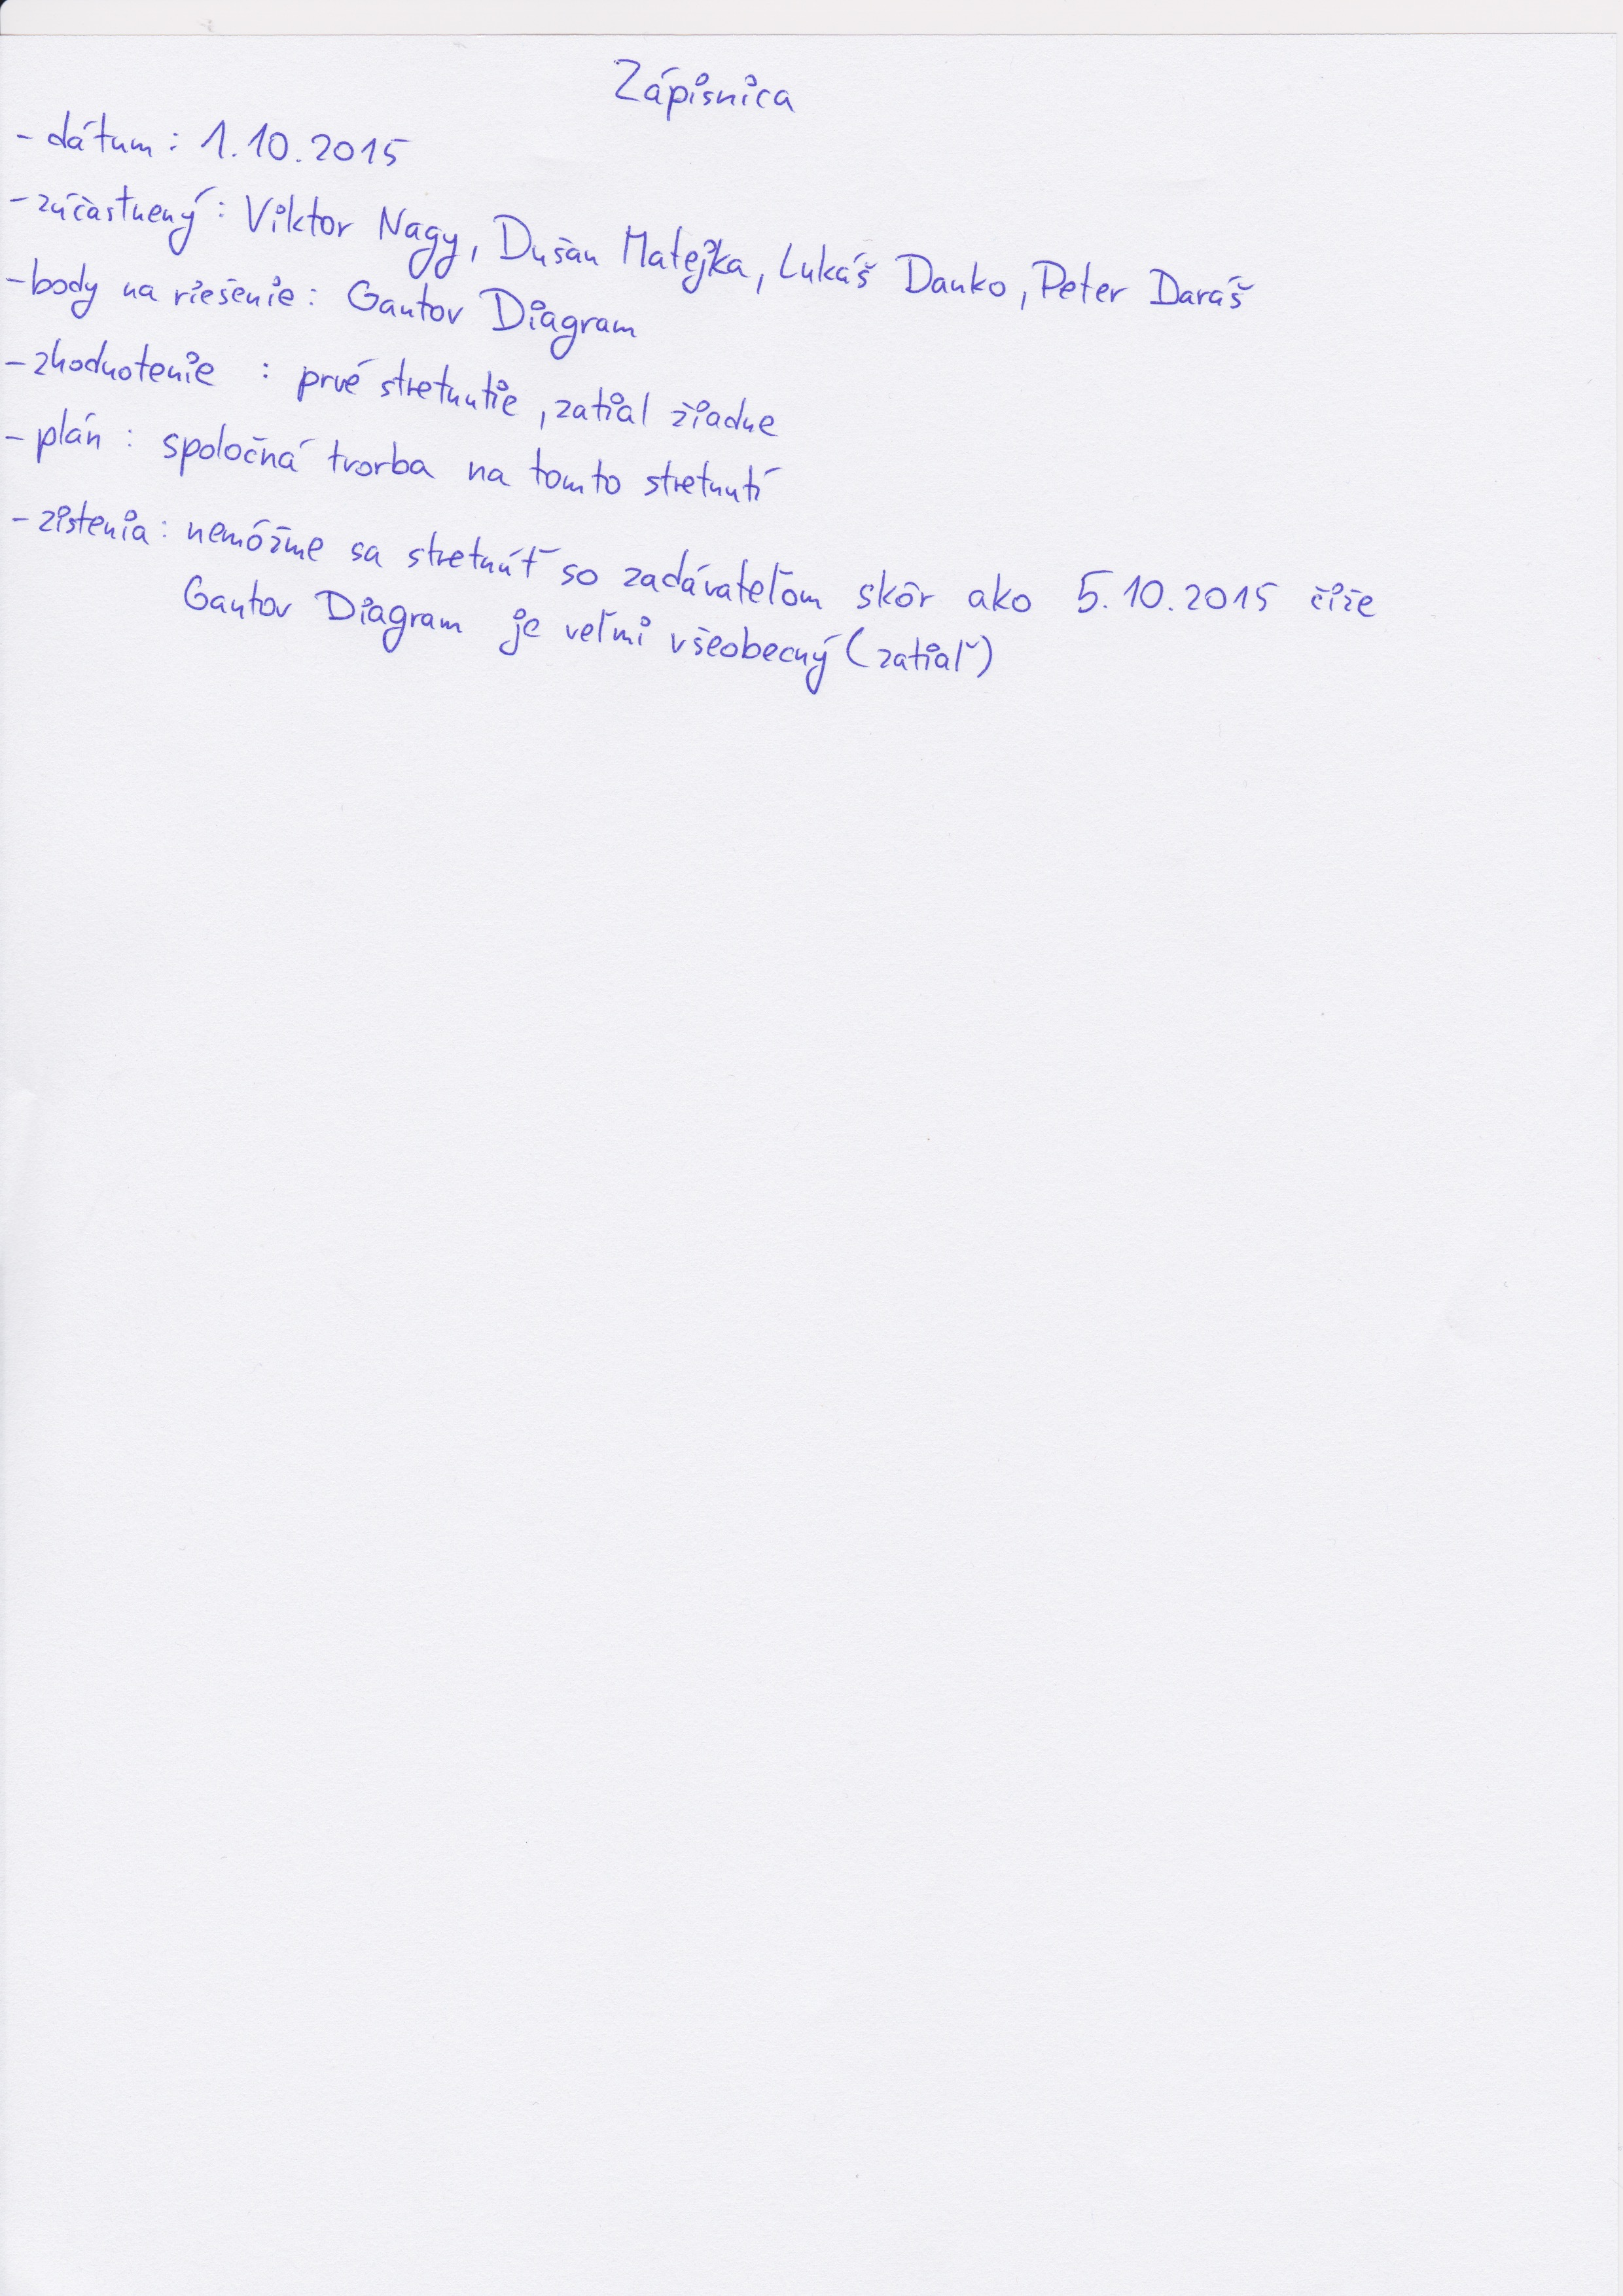 Zápisnica
- dátum : 1.10.2015
- zúčastnený : Viktor Nagy, Dušan Matejka, Lukáš Danko, Peter Daráš
- body na riešenie : Gantov Diagram
- zhodnotenie : prvé stretnutie, zatial žiadne
- plán : spoločná tvorba na tomto stretnutí
- zistenia : nemôžme sa stretnúť so zadávateľom skôr ako 5.10.2015 čiže
Gantov Diagram je veľmi všeobecný (zatiaľ)